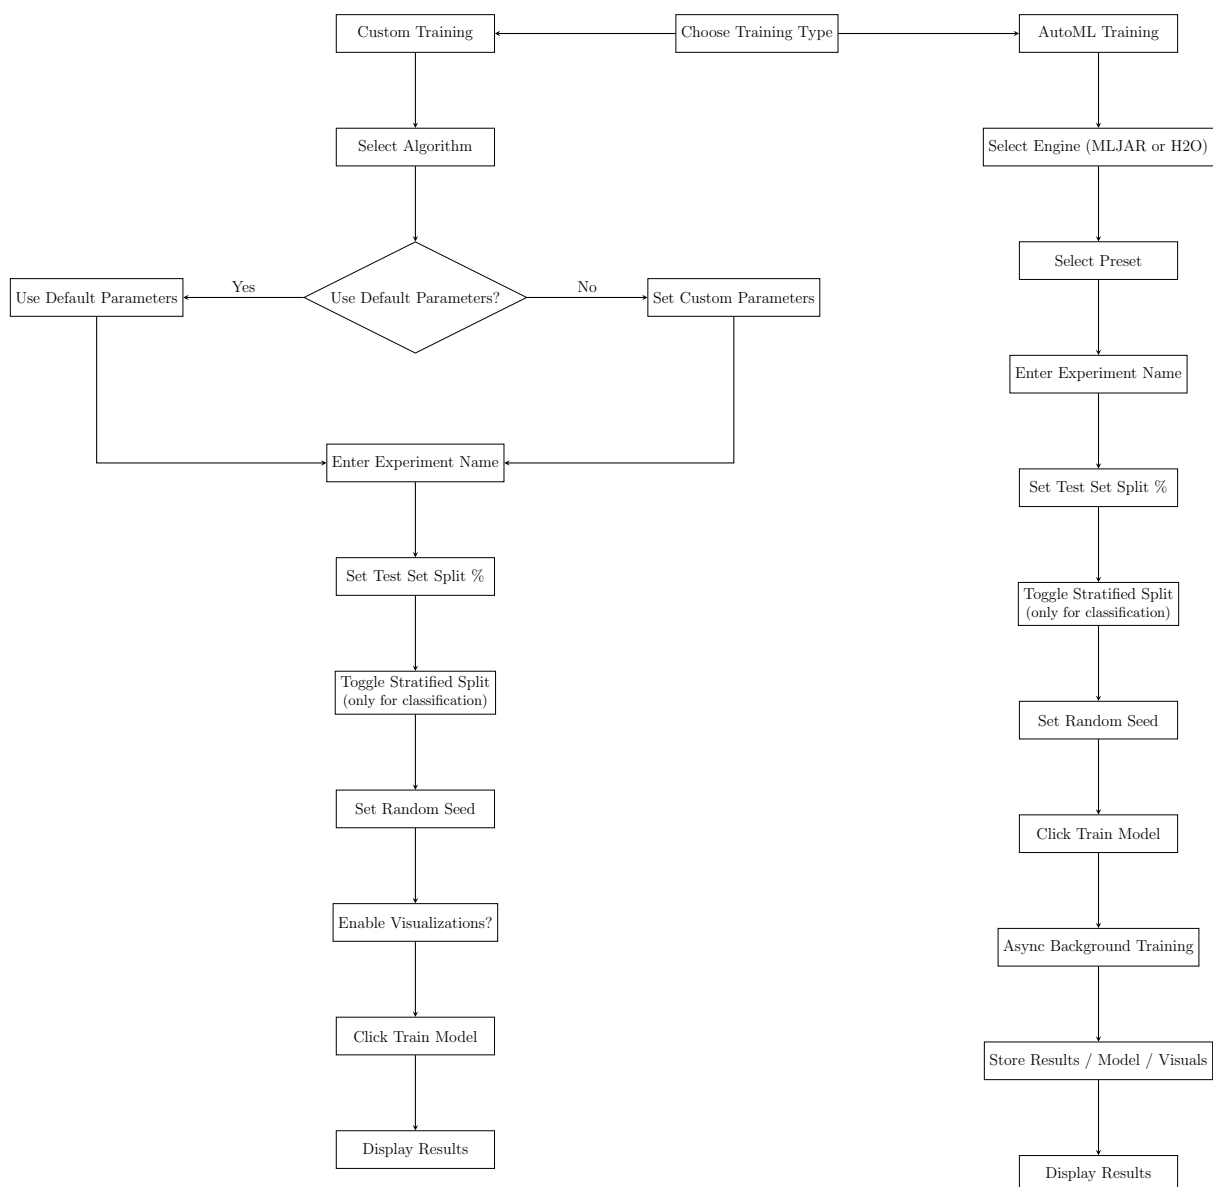 Custom Training
Choose Training Type
AutoML Training
Select Algorithm
Select Engine (MLJAR or H2O)
Select Preset
Use Default Parameters
Yes
Use Default Parameters?
No
Set Custom Parameters
Enter Experiment Name
Enter Experiment Name
Set Test Set Split %
Set Test Set Split %
Toggle Stratified Split
(only for classification)
Toggle Stratified Split
(only for classification)
Set Random Seed
Set Random Seed
Click Train Model
Enable Visualizations?
Async Background Training
Click Train Model
Store Results / Model / Visuals
Display Results
Display Results